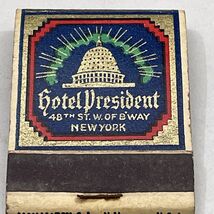 Hotel President
48TH ST. W. OF B'WAY
NEW YORK